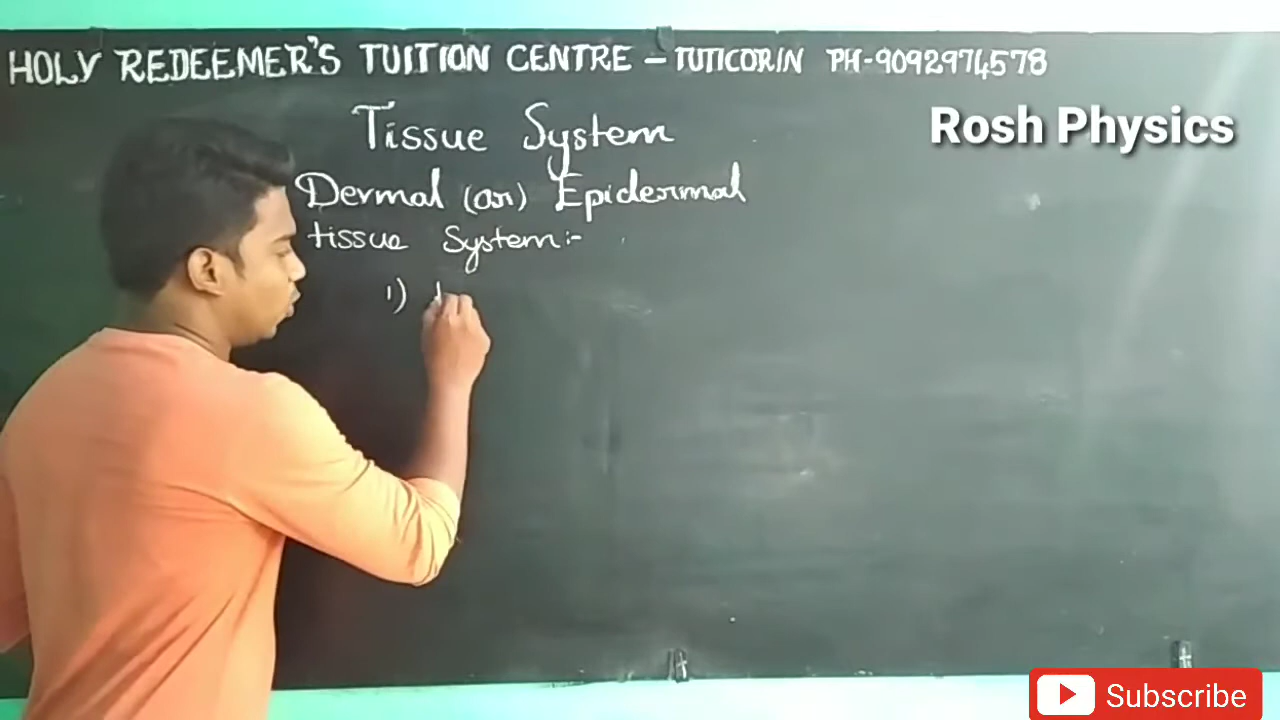 HOLY REDEEMER'S TUITION CENTRE - TUTICORIN PH-9092974578
Rosh Physics
Tissue System
Dermal (or) Epidermal
tissue System:-
1)
Subscribe